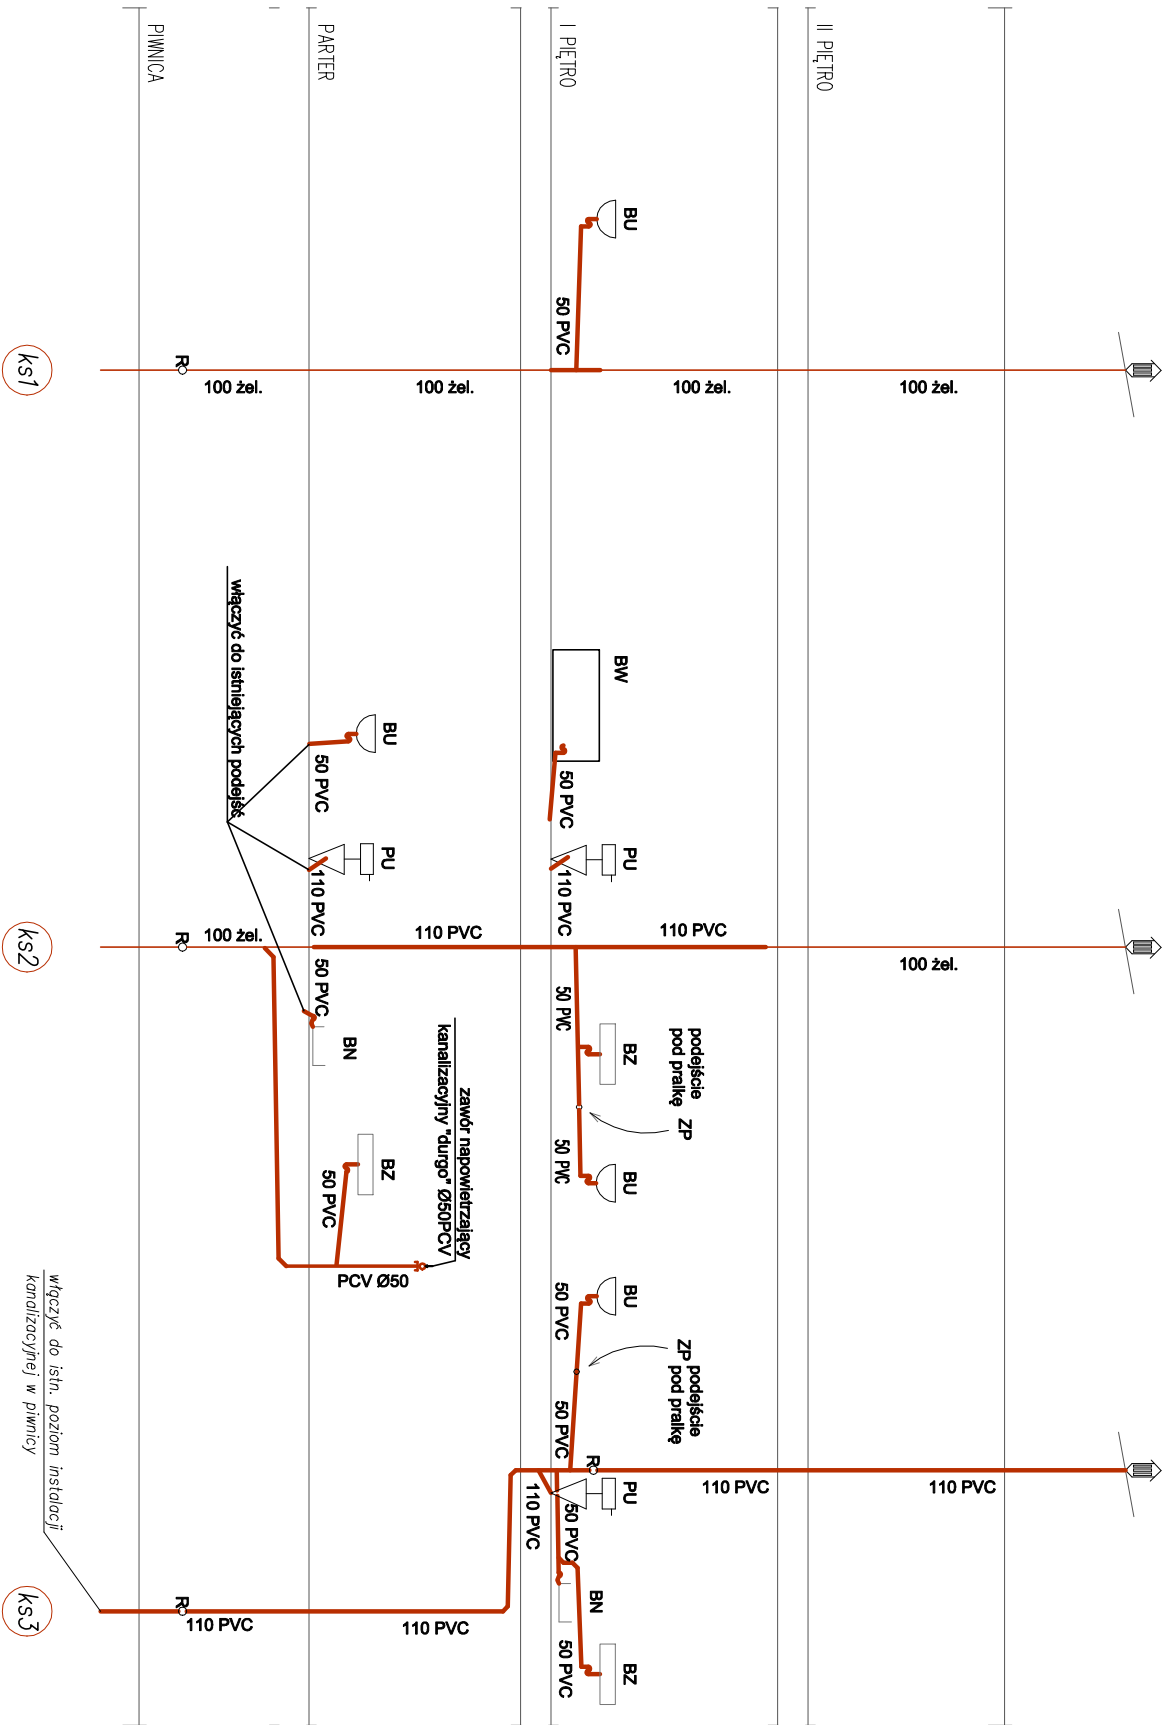 II PIĘTRO
I PIĘTRO
PARTER
PIWNICA
100 żel.
100 żel.
100 żel.
100 żel.
BU
50 PVC
R
ks1
100 żel.
110 PVC
110 PVC
100 żel.
BW
50 PVC
PU
110 PVC
BU
50 PVC
PU
110 PVC
50 PVC
BN
włączyć do istniejących podejść
50 PVC
BZ
podejście
pod pralkę
ZP
50 PVC
BU
R
ks2
zawór napowietrzający
kanalizacyjny "durgo" Ø50PCV
BZ
50 PVC
PCV Ø50
BU
50 PVC
ZP
podejście
pod pralkę
50 PVC
R
110 PVC
110 PVC
PU
110 PVC
50 PVC
BN
50 PVC
BZ
110 PVC
110 PVC
R
włączyć do istn. poziom instalacji
kanalizacyjnej w piwnicy
ks3